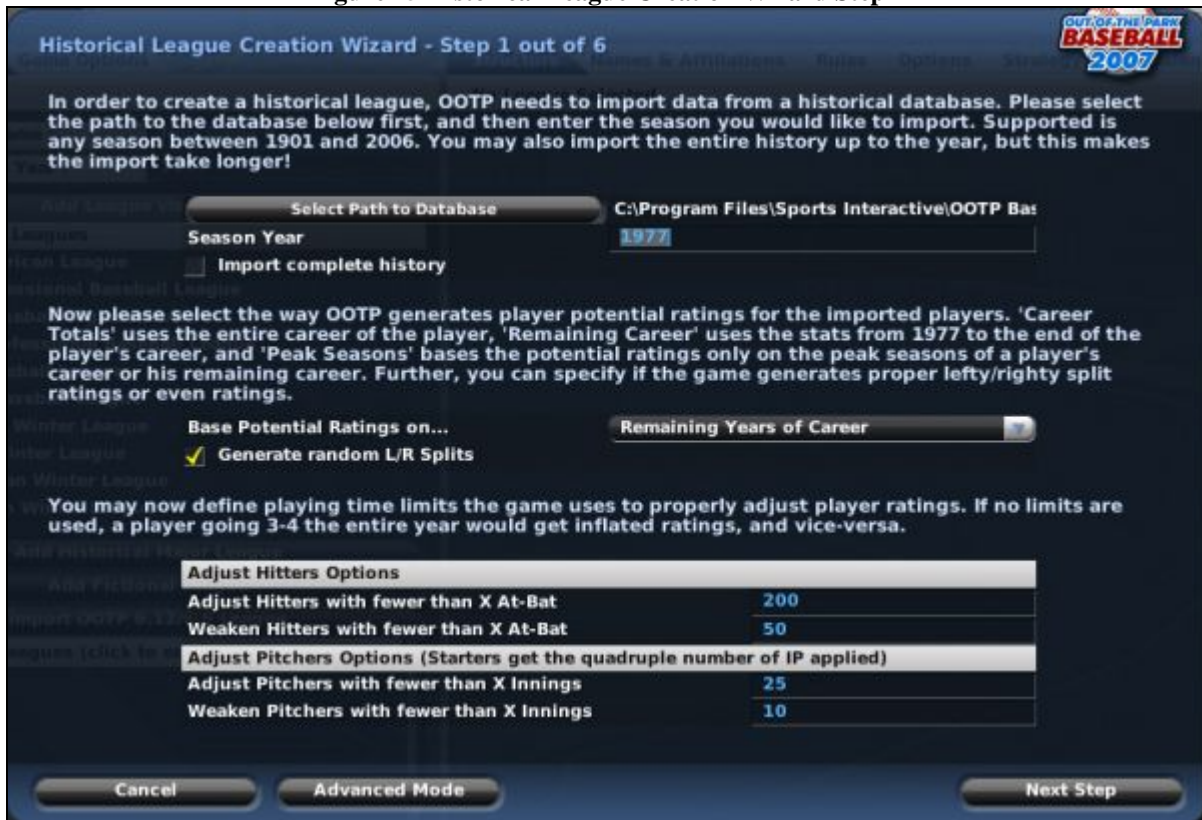 Historical League Creation Wizard - Step 1 out of 6
OUT OF THE PARK
BASEBALL
2007
In order to create a historical league, OOTP needs to import data from a historical database. Please select
the path to the database below first, and then enter the season you would like to import. Supported is
any season between 1901 and 2006. You may also import the entire history up to the year, but this makes
the import take longer!
Select Path to Database
C:\Program Files\Sports Interactive\OOTP Bas
Season Year
1977
Import complete history
Now please select the way OOTP generates player potential ratings for the imported players. 'Career
Totals' uses the entire career of the player, 'Remaining Career' uses the stats from 1977 to the end of the
player's career, and 'Peak Seasons' bases the potential ratings only on the peak seasons of a player's
career or his remaining career. Further, you can specify if the game generates proper lefty/righty split
ratings or even ratings.
Base Potential Ratings on...
Remaining Years of Career
Generate random L/R Splits
You may now define playing time limits the game uses to properly adjust player ratings. If no limits are
used, a player going 3-4 the entire year would get inflated ratings, and vice-versa.
Adjust Hitters Options
Adjust Hitters with fewer than X At-Bat 200
Weaken Hitters with fewer than X At-Bat 50
Adjust Pitchers Options (Starters get the quadruple number of IP applied)
Adjust Pitchers with fewer than X Innings 25
Weaken Pitchers with fewer than X Innings 10
Cancel
Advanced Mode
Next Step